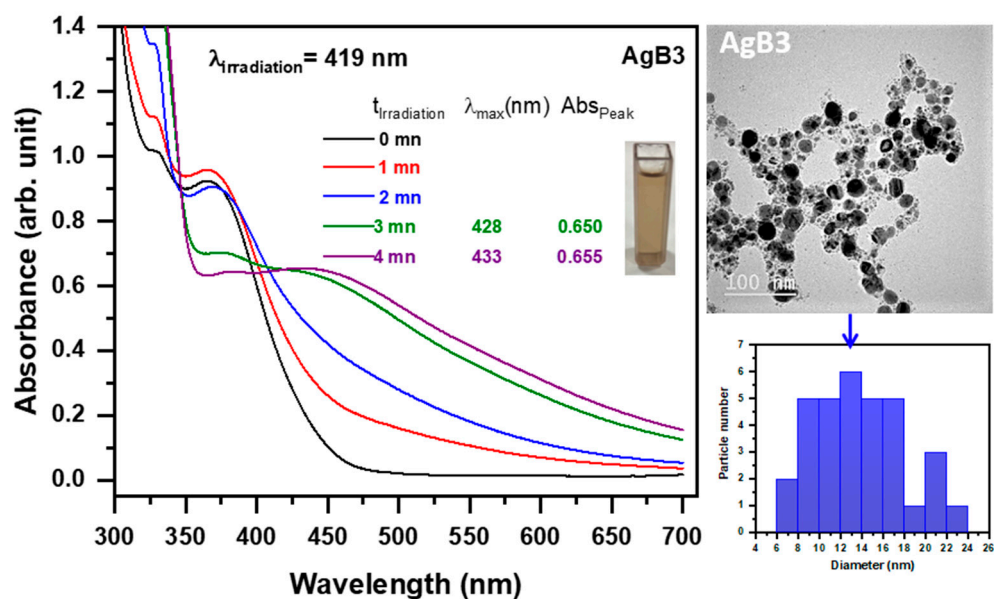 λIrradiation= 419 nm
AgB3
tIrradiation λmax(nm) AbsPeak
0 mn
1 mn
2 mn
3 mn 428 0.650
4 mn 433 0.655
Absorbance (arb. unit)
1.4
1.2
1.0
0.8
0.6
0.4
0.2
0.0
300 350 400 450 500 550 600 650 700
Wavelength (nm)
AgB3
100 nm
Particle number
7
6
5
4
3
2
1
0
4 6 8 10 12 14 16 18 20 22 24 26
Diameter (nm)